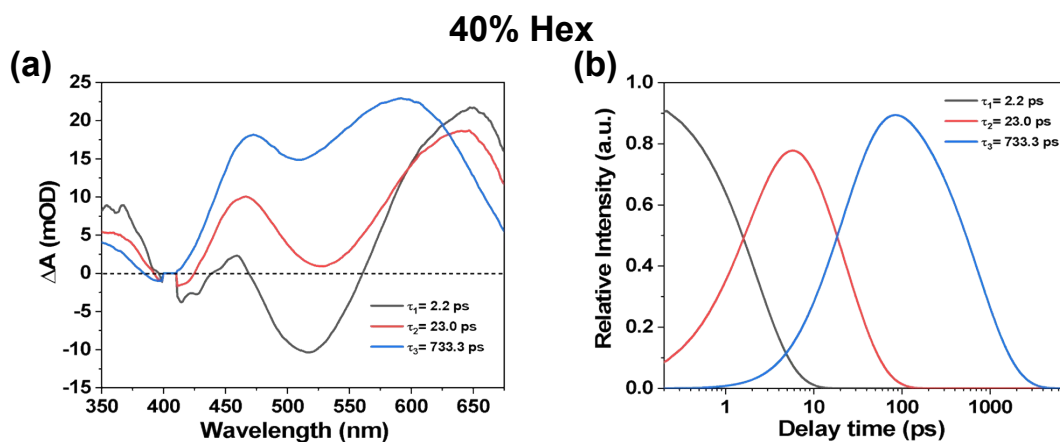 40% Hex
(a)
ΔA (mOD)
25
20
15
10
5
0
-5
-10
-15
τ1= 2.2 ps
τ2= 23.0 ps
τ3= 733.3 ps
350 400 450 500 550 600 650
Wavelength (nm)
(b)
Relative Intensity (a.u.)
1.0
0.8
0.6
0.4
0.2
0.0
τ1= 2.2 ps
τ2= 23.0 ps
τ3= 733.3 ps
1 10 100 1000
Delay time (ps)